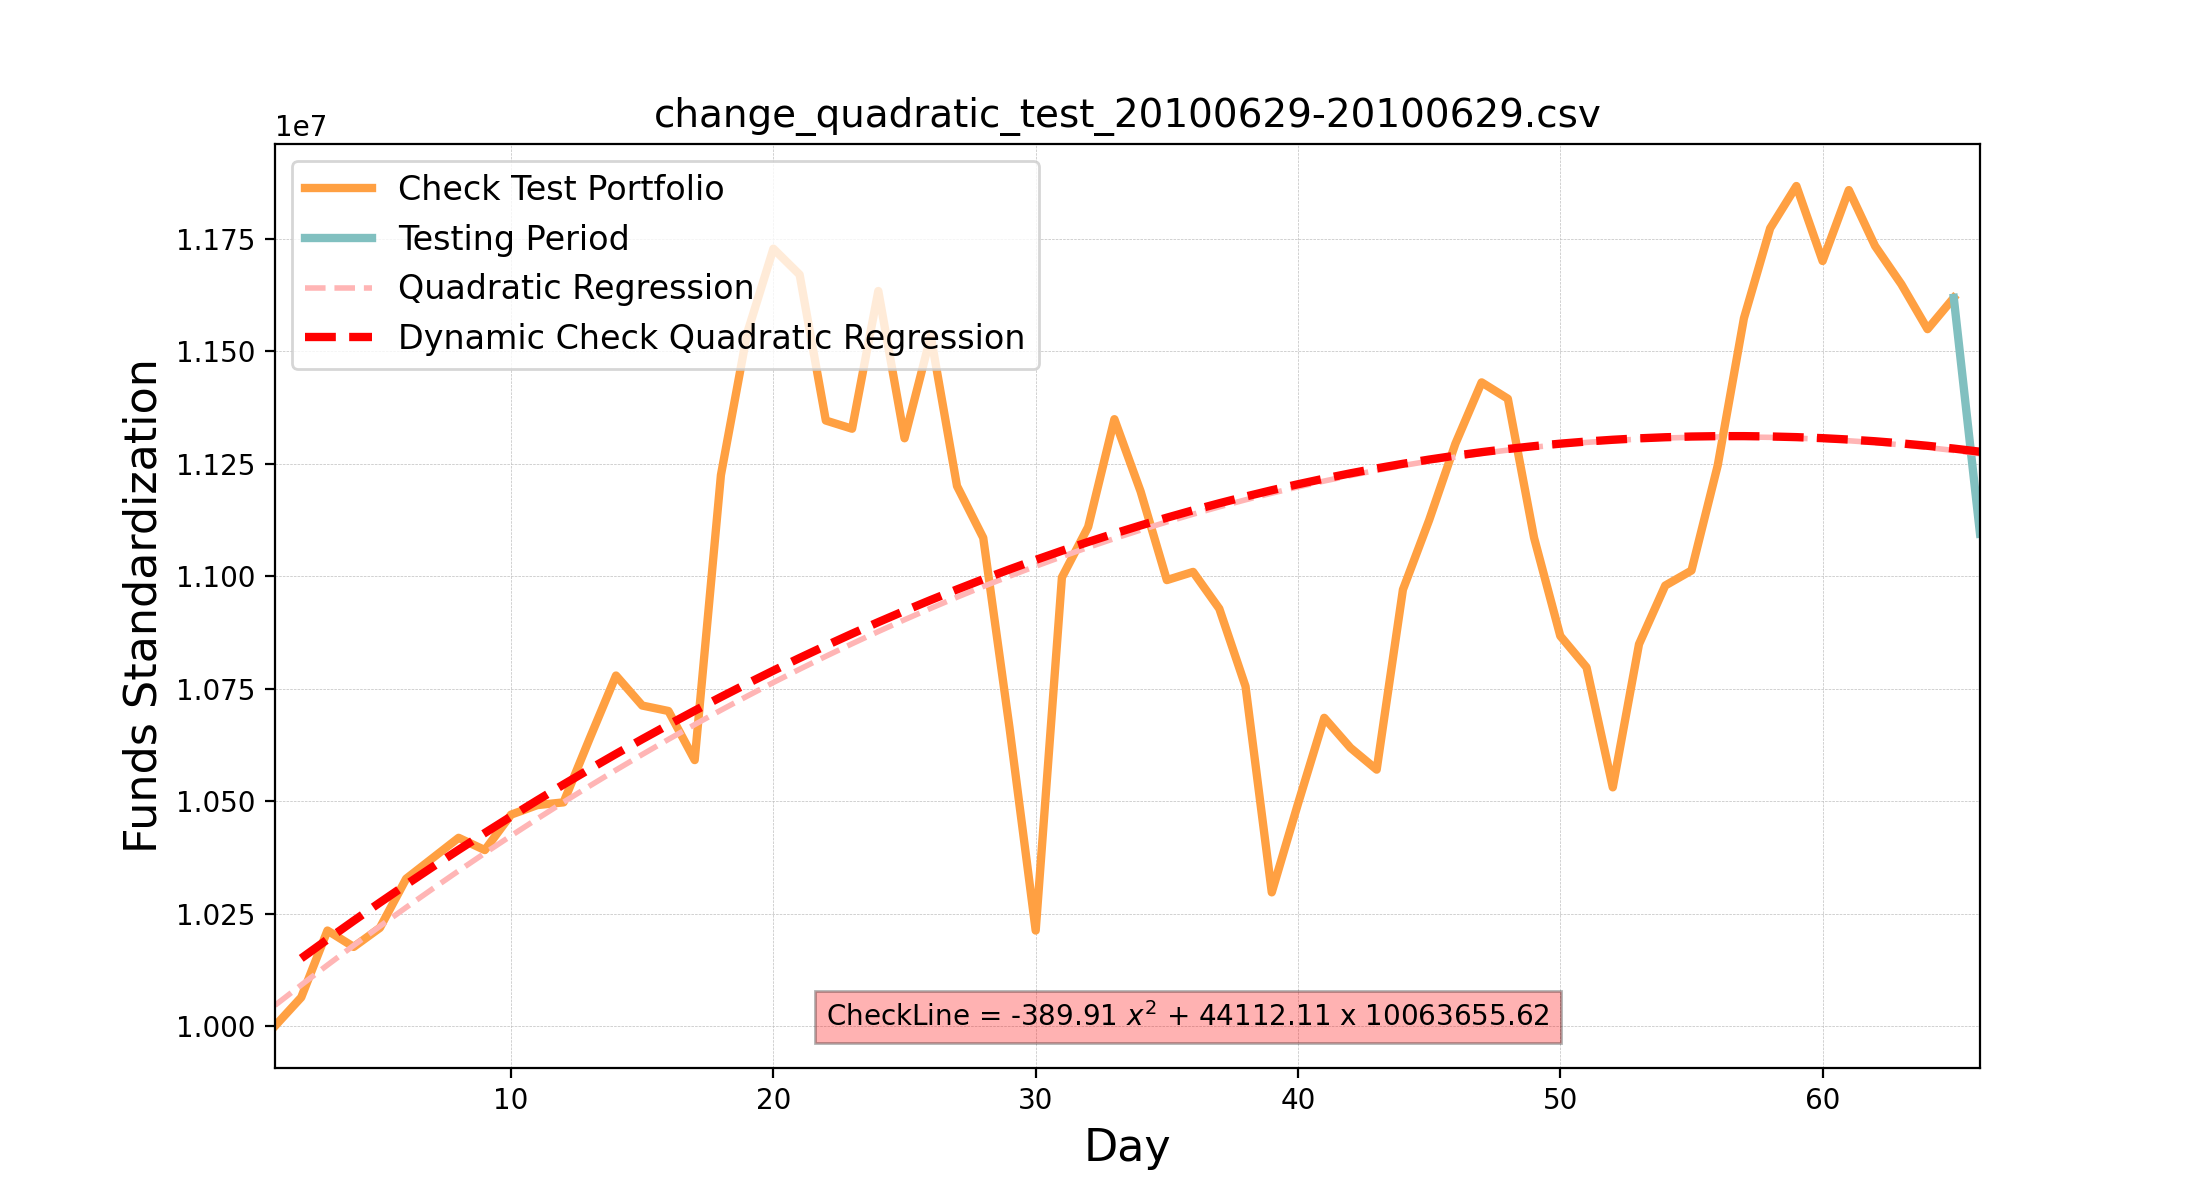 change_quadratic_test_20100629-20100629.csv
1e7
Check Test Portfolio
Testing Period
Quadratic Regression
Dynamic Check Quadratic Regression
1.175
1.150
1.125
1.100
1.075
1.050
1.025
1.000
Funds Standardization
CheckLine = -389.91 x² + 44112.11 x 10063655.62
10 20 30 40 50 60
Day